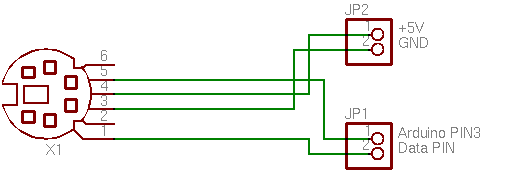 JP2
1 +5V
2 GND
6
5
4
3
2
1
X1
JP1
1 Arduino PIN3
2 Data PIN